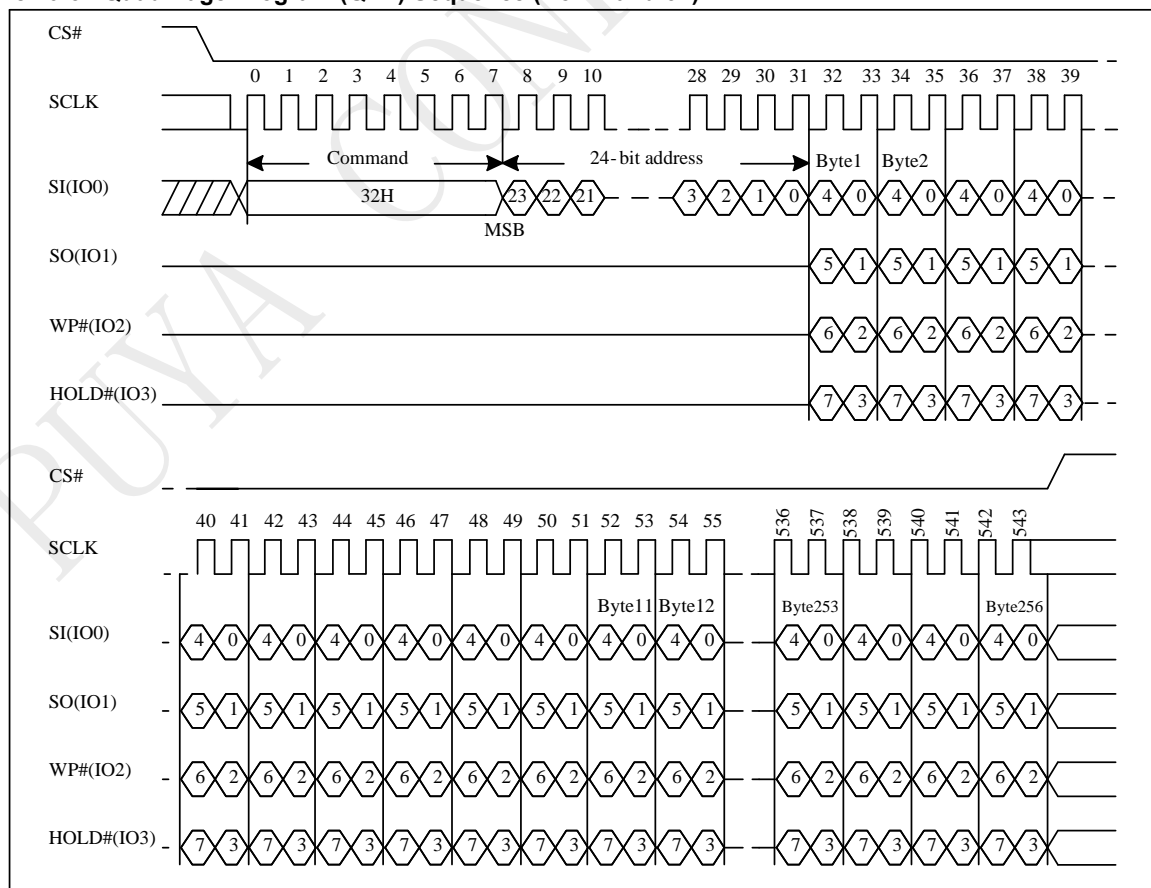 CS#
0 1 2 3 4 5 6 7 8 9 10 28 29 30 31 32 33 34 35 36 37 38 39
SCLK
Command 24-bit address Byte1 Byte2
SI(IO0) 32H 23 22 21 3 2 1 0 4 0 4 0 4 0 4 0
MSB
SO(IO1) 5 1 5 1 5 1 5 1
WP#(IO2) 6 2 6 2 6 2 6 2
HOLD#(IO3) 7 3 7 3 7 3 7 3
CS#
40 41 42 43 44 45 46 47 48 49 50 51 52 53 54 55 536 537 538 539 540 541 542 543
SCLK
Byte11 Byte12 Byte253 Byte256
SI(IO0) 4 0 4 0 4 0 4 0 4 0 4 0 4 0 4 0 4 0 4 0 4 0 4 0
SO(IO1) 5 1 5 1 5 1 5 1 5 1 5 1 5 1 5 1 5 1 5 1 5 1 5 1
WP#(IO2) 6 2 6 2 6 2 6 2 6 2 6 2 6 2 6 2 6 2 6 2 6 2 6 2
HOLD#(IO3) 7 3 7 3 7 3 7 3 7 3 7 3 7 3 7 3 7 3 7 3 7 3 7 3
PUYA CON